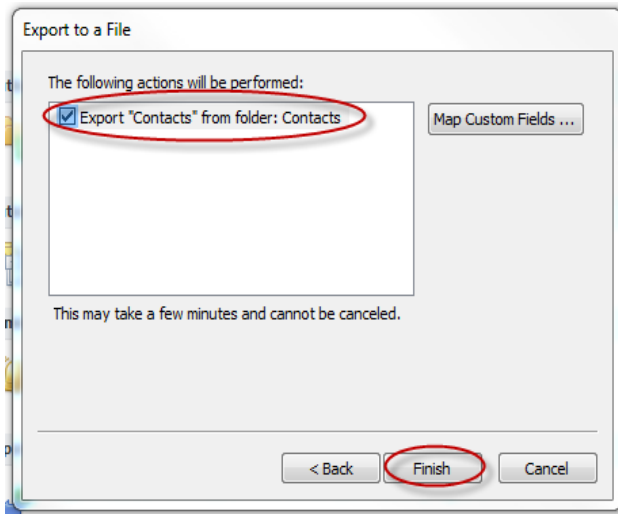 Export to a File
The following actions will be performed:
Export "Contacts" from folder: Contacts
Map Custom Fields ...
This may take a few minutes and cannot be canceled.
< Back
Finish
Cancel